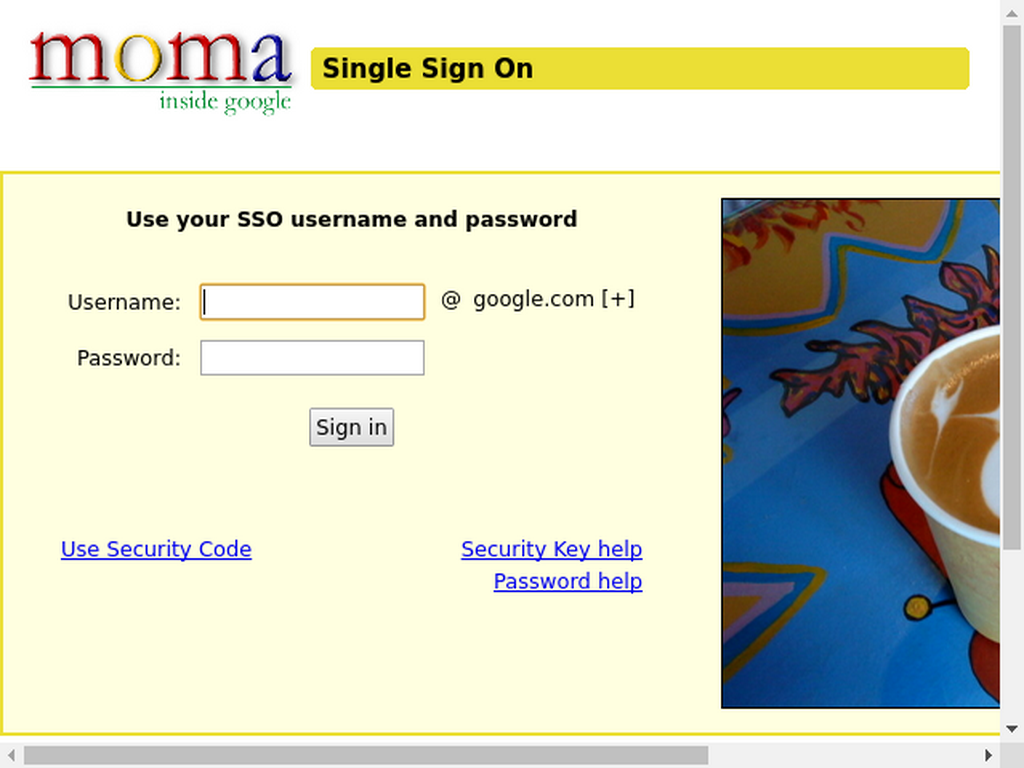 moma
inside google
Single Sign On
Use your SSO username and password
Username: @ google.com [+]
Password:
Sign in
Use Security Code
Security Key help
Password help